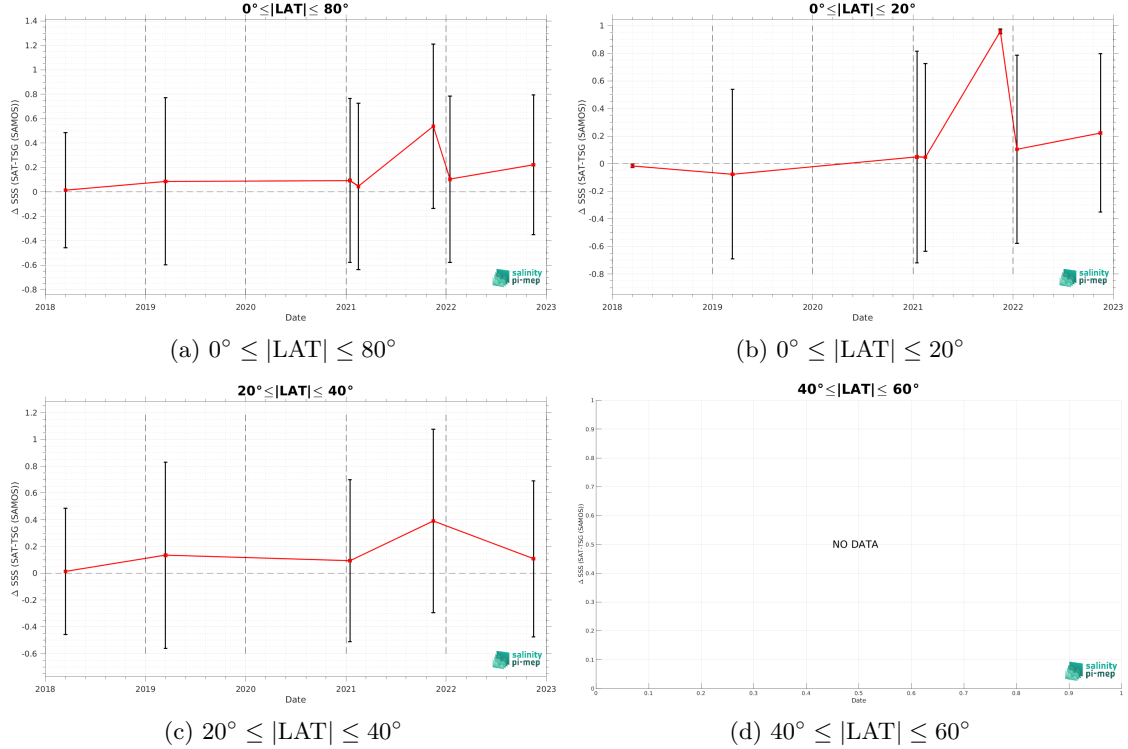 0°≤|LAT|≤ 80°
1.4
1.2
1
0.8
0.6
0.4
0.2
0
-0.2
-0.4
-0.6
-0.8
Δ SSS (SAT-TSG (SAMOS))
2018 2019 2020 2021 2022 2023
Date
salinity
pi-mep
(a) 0° ≤ |LAT| ≤ 80°
0°≤|LAT|≤ 20°
1
0.8
0.6
0.4
0.2
0
-0.2
-0.4
-0.6
-0.8
Δ SSS (SAT-TSG (SAMOS))
2018 2019 2020 2021 2022 2023
Date
salinity
pi-mep
(b) 0° ≤ |LAT| ≤ 20°
20°≤|LAT|≤ 40°
1.2
1
0.8
0.6
0.4
0.2
0
-0.2
-0.4
-0.6
Δ SSS (SAT-TSG (SAMOS))
2018 2019 2020 2021 2022 2023
Date
salinity
pi-mep
(c) 20° ≤ |LAT| ≤ 40°
40°≤|LAT|≤ 60°
1
0.9
0.8
0.7
0.6
0.5
0.4
0.3
0.2
0.1
0
Δ SSS (SAT-TSG (SAMOS))
NO DATA
0 0.1 0.2 0.3 0.4 0.5 0.6 0.7 0.8 0.9 1
Date
salinity
pi-mep
(d) 40° ≤ |LAT| ≤ 60°